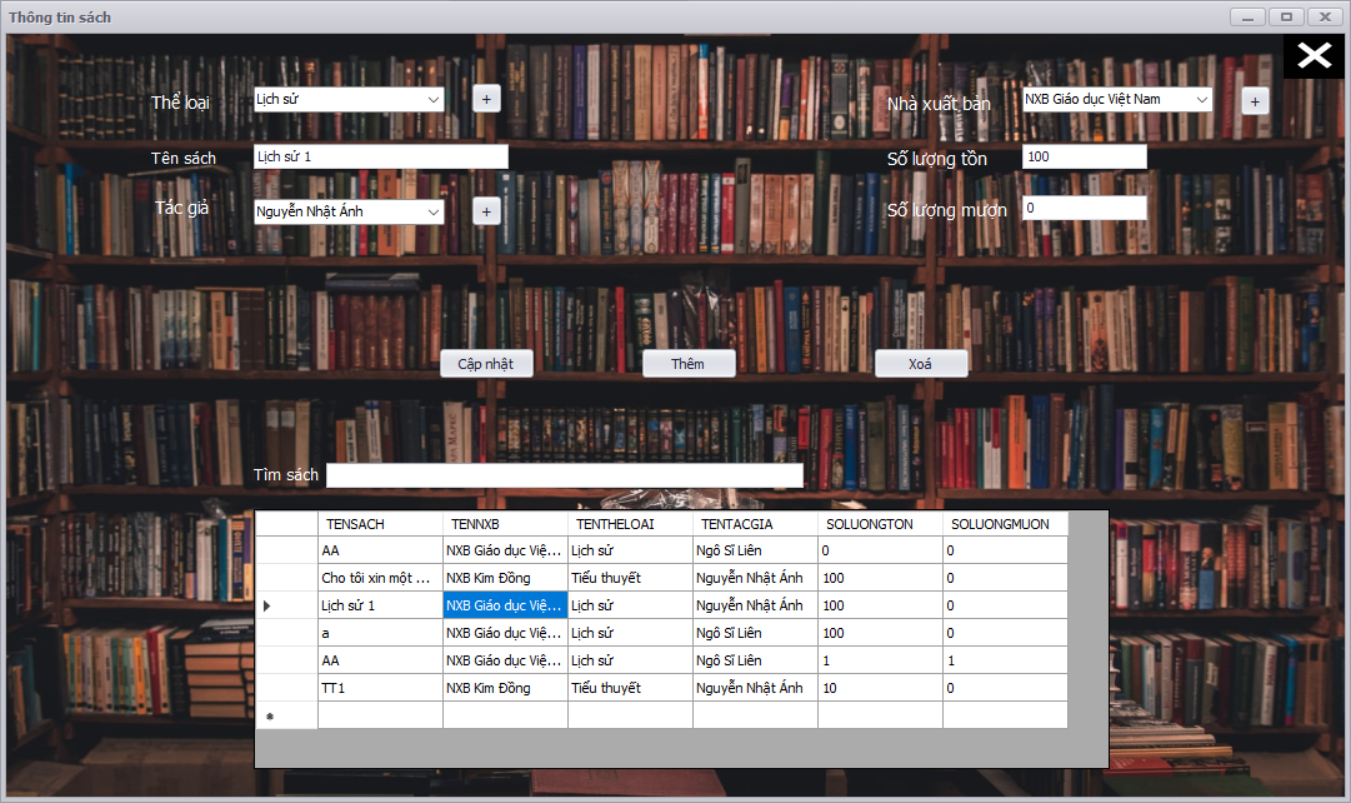 Thông tin sách
Thể loại Lịch sử + Nhà xuất bản NXB Giáo dục Việt Nam +
Tên sách Lịch sử 1 Số lượng tồn 100
Tác giả Nguyễn Nhật Ánh + Số lượng mượn 0
Cập nhật Thêm Xoá
Tìm sách
TENSACH TENNXB TENTHELOAI TENTACGIA SOLUONGTON SOLUONGMUON
AA NXB Giáo dục Việ... Lịch sử Ngô Sĩ Liên 0 0
Cho tôi xin một ... NXB Kim Đồng Tiểu thuyết Nguyễn Nhật Ánh 100 0
Lịch sử 1 NXB Giáo dục Việ... Lịch sử Nguyễn Nhật Ánh 100 0
a NXB Giáo dục Việ... Lịch sử Ngô Sĩ Liên 100 0
AA NXB Giáo dục Việ... Lịch sử Ngô Sĩ Liên 1 1
TT1 NXB Kim Đồng Tiểu thuyết Nguyễn Nhật Ánh 10 0